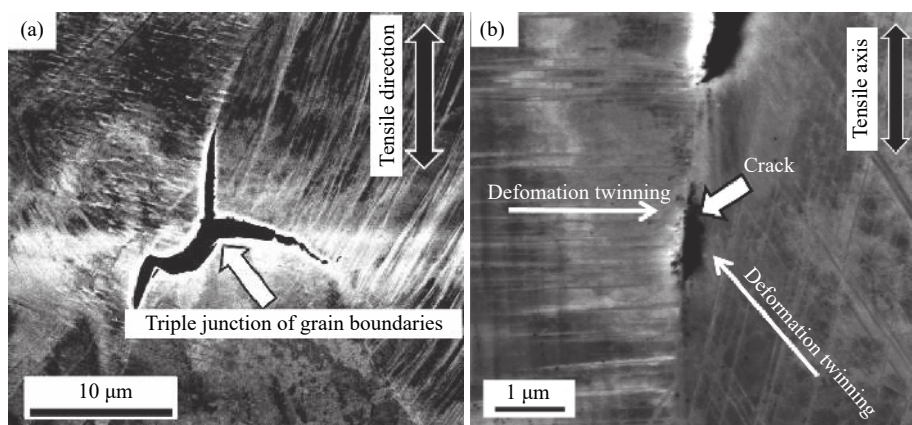 (a)
Tensile direction
Triple junction of grain boundaries
10 μm
(b)
Tensile axis
Crack
Defomation twinning
Deformation twinning
1 μm